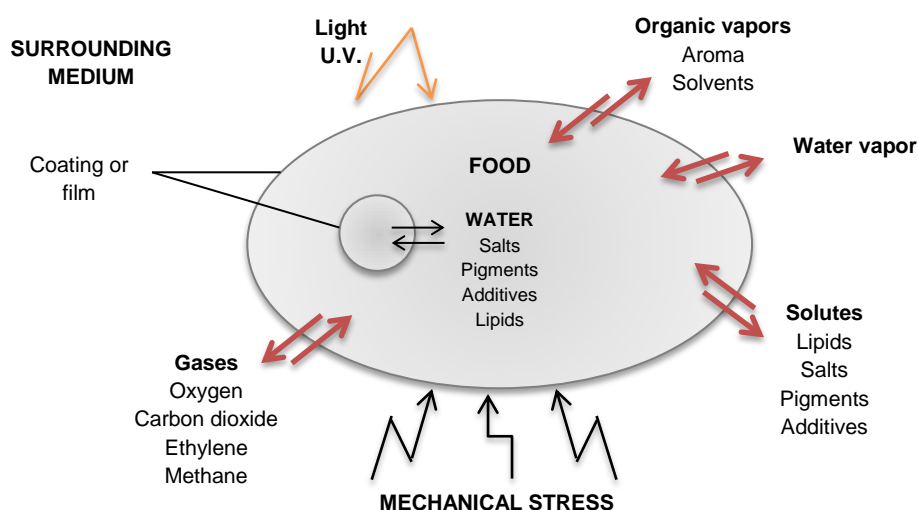 SURROUNDING
MEDIUM
Light
U.V.
Organic vapors
Aroma
Solvents
Water vapor
Coating or
film
FOOD
WATER
Salts
Pigments
Additives
Lipids
Solutes
Lipids
Salts
Pigments
Additives
Gases
Oxygen
Carbon dioxide
Ethylene
Methane
MECHANICAL STRESS